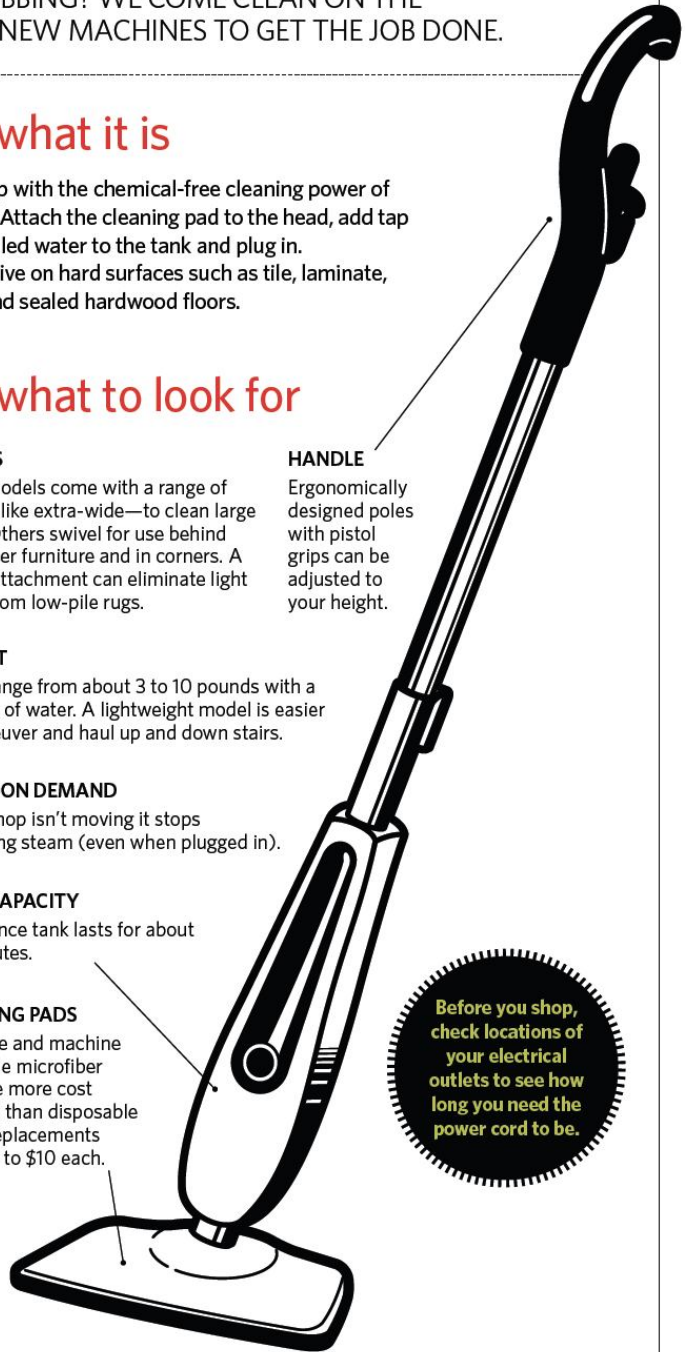 BBING? WE COME CLEAN ON THE
NEW MACHINES TO GET THE JOB DONE.
what it is
p with the chemical-free cleaning power of
Attach the cleaning pad to the head, add tap
led water to the tank and plug in.
ive on hard surfaces such as tile, laminate,
nd sealed hardwood floors.
what to look for
S
odels come with a range of
like extra-wide—to clean large
Others swivel for use behind
er furniture and in corners. A
ttachment can eliminate light
om low-pile rugs.
HANDLE
Ergonomically
designed poles
with pistol
grips can be
adjusted to
your height.
T
ange from about 3 to 10 pounds with a
of water. A lightweight model is easier
euver and haul up and down stairs.
ON DEMAND
mop isn't moving it stops
ng steam (even when plugged in).
APACITY
nce tank lasts for about
utes.
NG PADS
e and machine
e microfiber
e more cost
than disposable
eplacements
to $10 each.
Before you shop,
check locations of
your electrical
outlets to see how
long you need the
power cord to be.